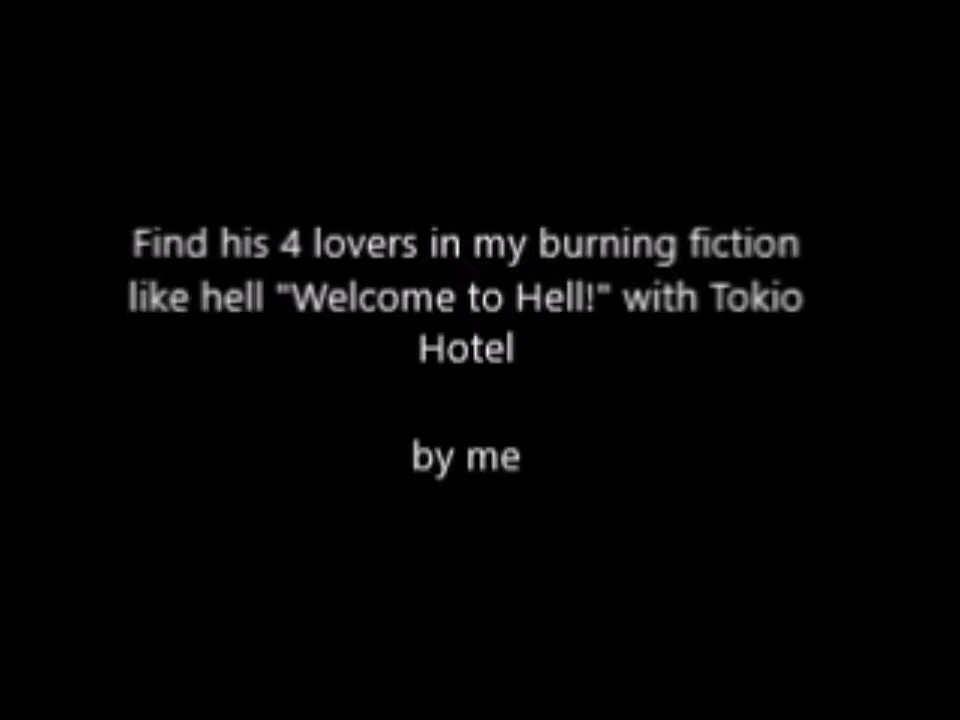 Find his 4 lovers in my burning fiction
like hell "Welcome to Hell!" with Tokio
Hotel
by me